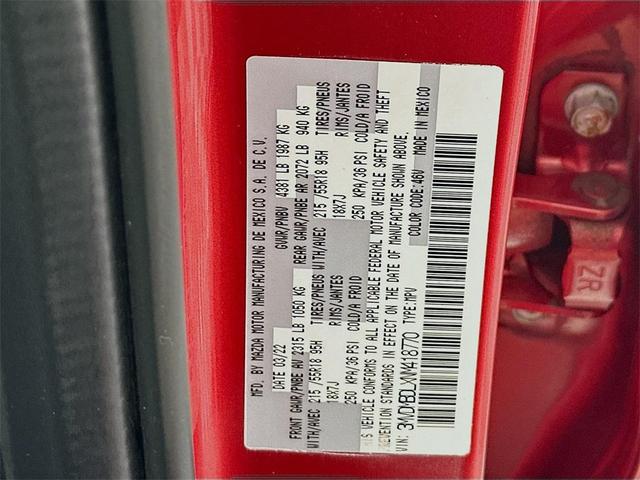 MFD. BY MAZDA MOTOR MANUFACTURING DE MEXICO S.A. DE C.V.
DATE 03/22 GVWR/PNBV 4381 LB 1987 KG
FRONT GAWR/PNBE AV 2315 LB 1050 KG REAR GAWR/PNBE AR 2072 LB 940 KG
WITH/AVEC 215/55R18 95H TIRES/PNEUS WITH/AVEC 215/55R18 95H TIRES/PNEUS
18X7J RIMS/JANTES 18X7J RIMS/JANTES
250 KPA/36 PSI COLD/A FROID 250 KPA/36 PSI COLD/A FROID
THIS VEHICLE CONFORMS TO ALL APPLICABLE FEDERAL MOTOR VEHICLE SAFETY AND THEFT
PREVENTION STANDARDS IN EFFECT ON THE DATE OF MANUFACTURE SHOWN ABOVE.
VIN: TYPE:MPV COLOR CODE:46V MADE IN MEXICO
ZR